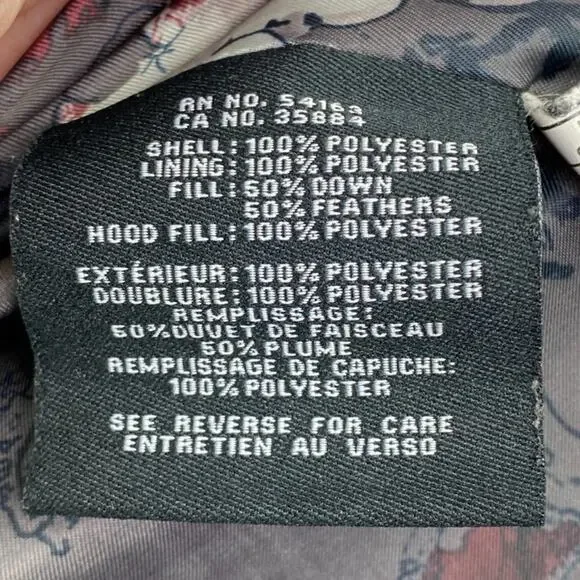 RN NO. 54163
CA NO. 35884
SHELL: 100% POLYESTER
LINING: 100% POLYESTER
FILL: 50% DOWN
50% FEATHERS
HOOD FILL: 100% POLYESTER
EXTÉRIEUR: 100% POLYESTER
DOUBLURE: 100% POLYESTER
REMPLISSAGE:
50% DUVET DE FAISCEAU
50% PLUME
REMPLISSAGE DE CAPUCHE:
100% POLYESTER
SEE REVERSE FOR CARE
ENTRETIEN AU VERSO